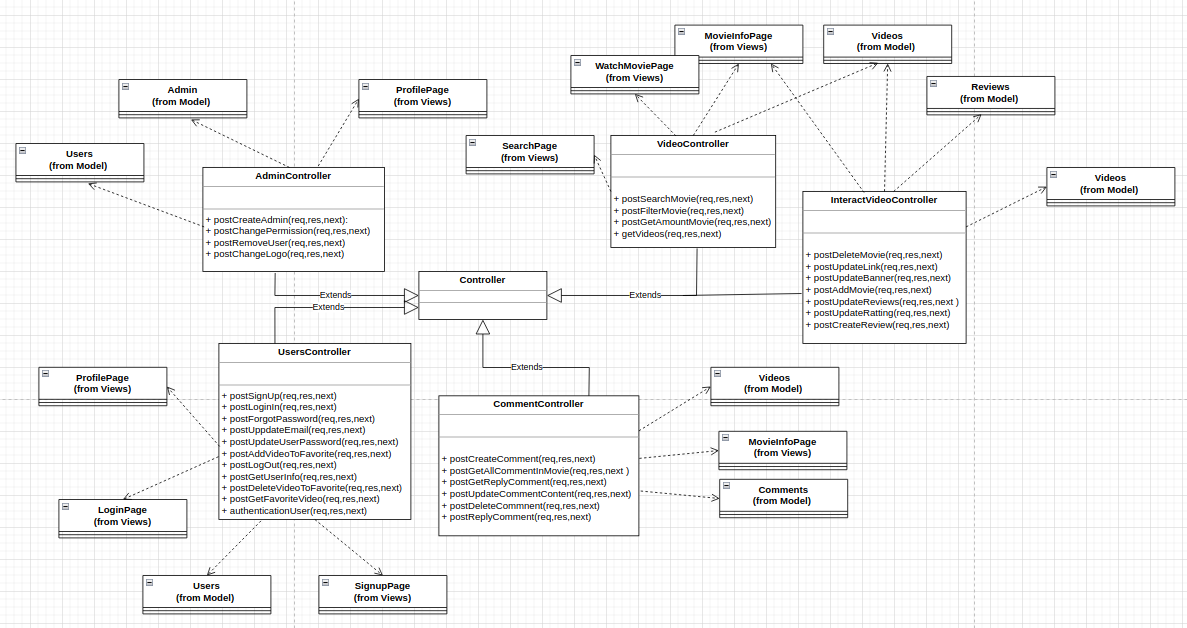 MovieInfoPage
(from Views)
Videos
(from Model)
WatchMoviePage
(from Views)
Reviews
(from Model)
Admin
(from Model)
ProfilePage
(from Views)
SearchPage
(from Views)
Users
(from Model)
Videos
(from Model)
AdminController
+ postCreateAdmin(req,res,next):
+ postChangePermission(req,res,next)
+ postRemoveUser(req,res,next)
+ postChangeLogo(req,res,next)
VideoController
+ postSearchMovie(req,res,next)
+ postFilterMovie(req,res,next)
+ postGetAmountMovie(req,res,next)
+ getVideos(req,res,next)
InteractVideoController
+ postDeleteMovie(req,res,next)
+ postUpdateLink(req,res,next)
+ postUpdateBanner(req,res,next)
+ postAddMovie(req,res,next)
+ postUpdateReviews(req,res,next )
+ postUpdateRatting(req,res,next)
+ postCreateReview(req,res,next)
Controller
Extends
Extends
Extends
Extends
UsersController
+ postSignUp(req,res,next)
+ postLoginIn(req,res,next)
+ postForgotPassword(req,res,next)
+ postUppdateEmail(req,res,next)
+ postUpdateUserPassword(req,res,next)
+ postAddVideoToFavorite(req,res,next)
+ postLogOut(req,res,next)
+ postGetUserInfo(req,res,next)
+ postDeleteVideoToFavorite(req,res,next)
+ postGetFavoriteVideo(req,res,next)
+ authenticationUser(req,res,next)
ProfilePage
(from Views)
LoginPage
(from Views)
Users
(from Model)
SignupPage
(from Views)
CommentController
+ postCreateComment(req,res,next)
+ postGetAllCommentInMovie(req,res,next )
+ postGetReplyComment(req,res,next)
+ postUpdateCommentContent(req,res,next)
+ postDeleteCommnent(req,res,next)
+ postReplyComment(req,res,next)
Videos
(from Model)
MovieInfoPage
(from Views)
Comments
(from Model)